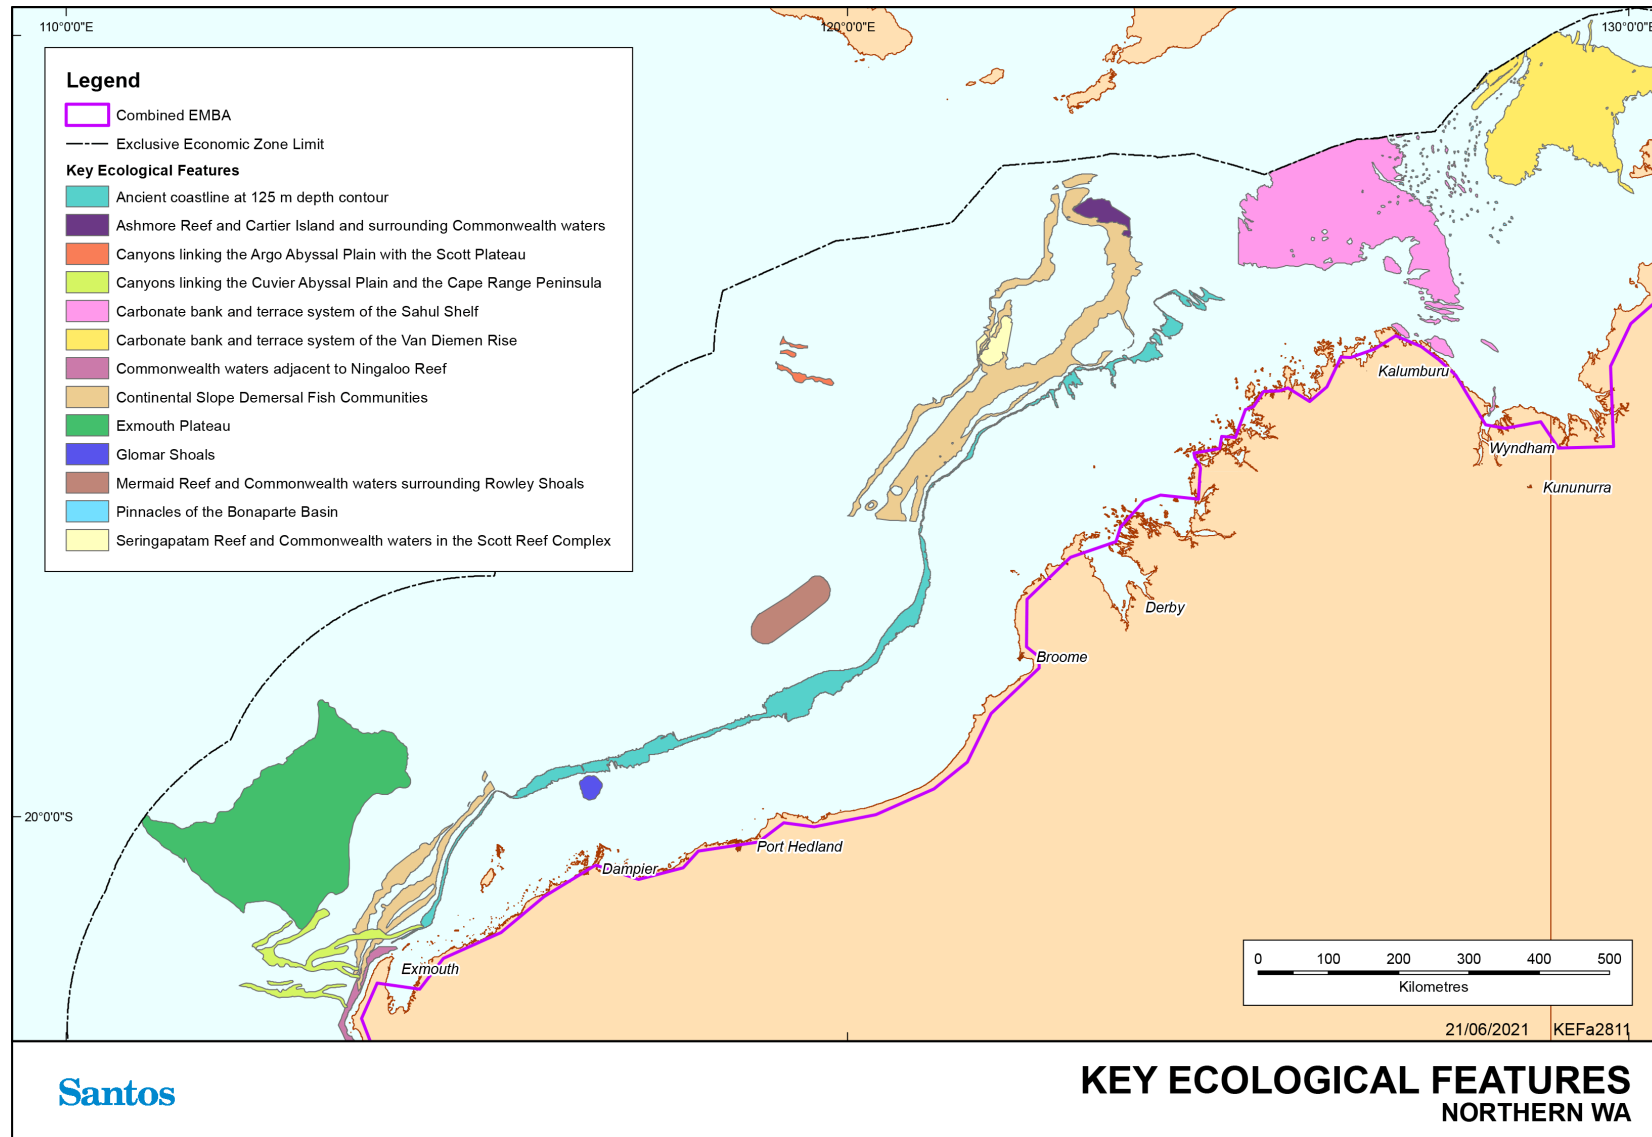 110°0'0"E
120°0'0"E
130°0'0"E
Legend
Combined EMBA
Exclusive Economic Zone Limit
Key Ecological Features
Ancient coastline at 125 m depth contour
Ashmore Reef and Cartier Island and surrounding Commonwealth waters
Canyons linking the Argo Abyssal Plain with the Scott Plateau
Canyons linking the Cuvier Abyssal Plain and the Cape Range Peninsula
Carbonate bank and terrace system of the Sahul Shelf
Carbonate bank and terrace system of the Van Diemen Rise
Commonwealth waters adjacent to Ningaloo Reef
Continental Slope Demersal Fish Communities
Exmouth Plateau
Glomar Shoals
Mermaid Reef and Commonwealth waters surrounding Rowley Shoals
Pinnacles of the Bonaparte Basin
Seringapatam Reef and Commonwealth waters in the Scott Reef Complex
Kalumburu
Wyndham
Kununurra
Derby
Broome
20°0'0"S
Port Hedland
Dampier
Exmouth
0 100 200 300 400 500
Kilometres
21/06/2021 KEFa2811
Santos
KEY ECOLOGICAL FEATURES
NORTHERN WA